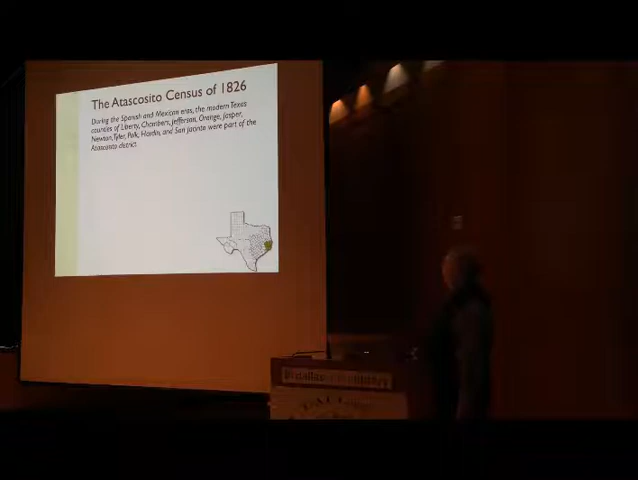 The Atascosito Census of 1826
During the Spanish and Mexican eras, the modern Texas
counties of Liberty, Chambers, Jefferson, Orange, Jasper,
Newton, Tyler, Polk, Hardin, and San Jacinto were part of the
Atascosito district.